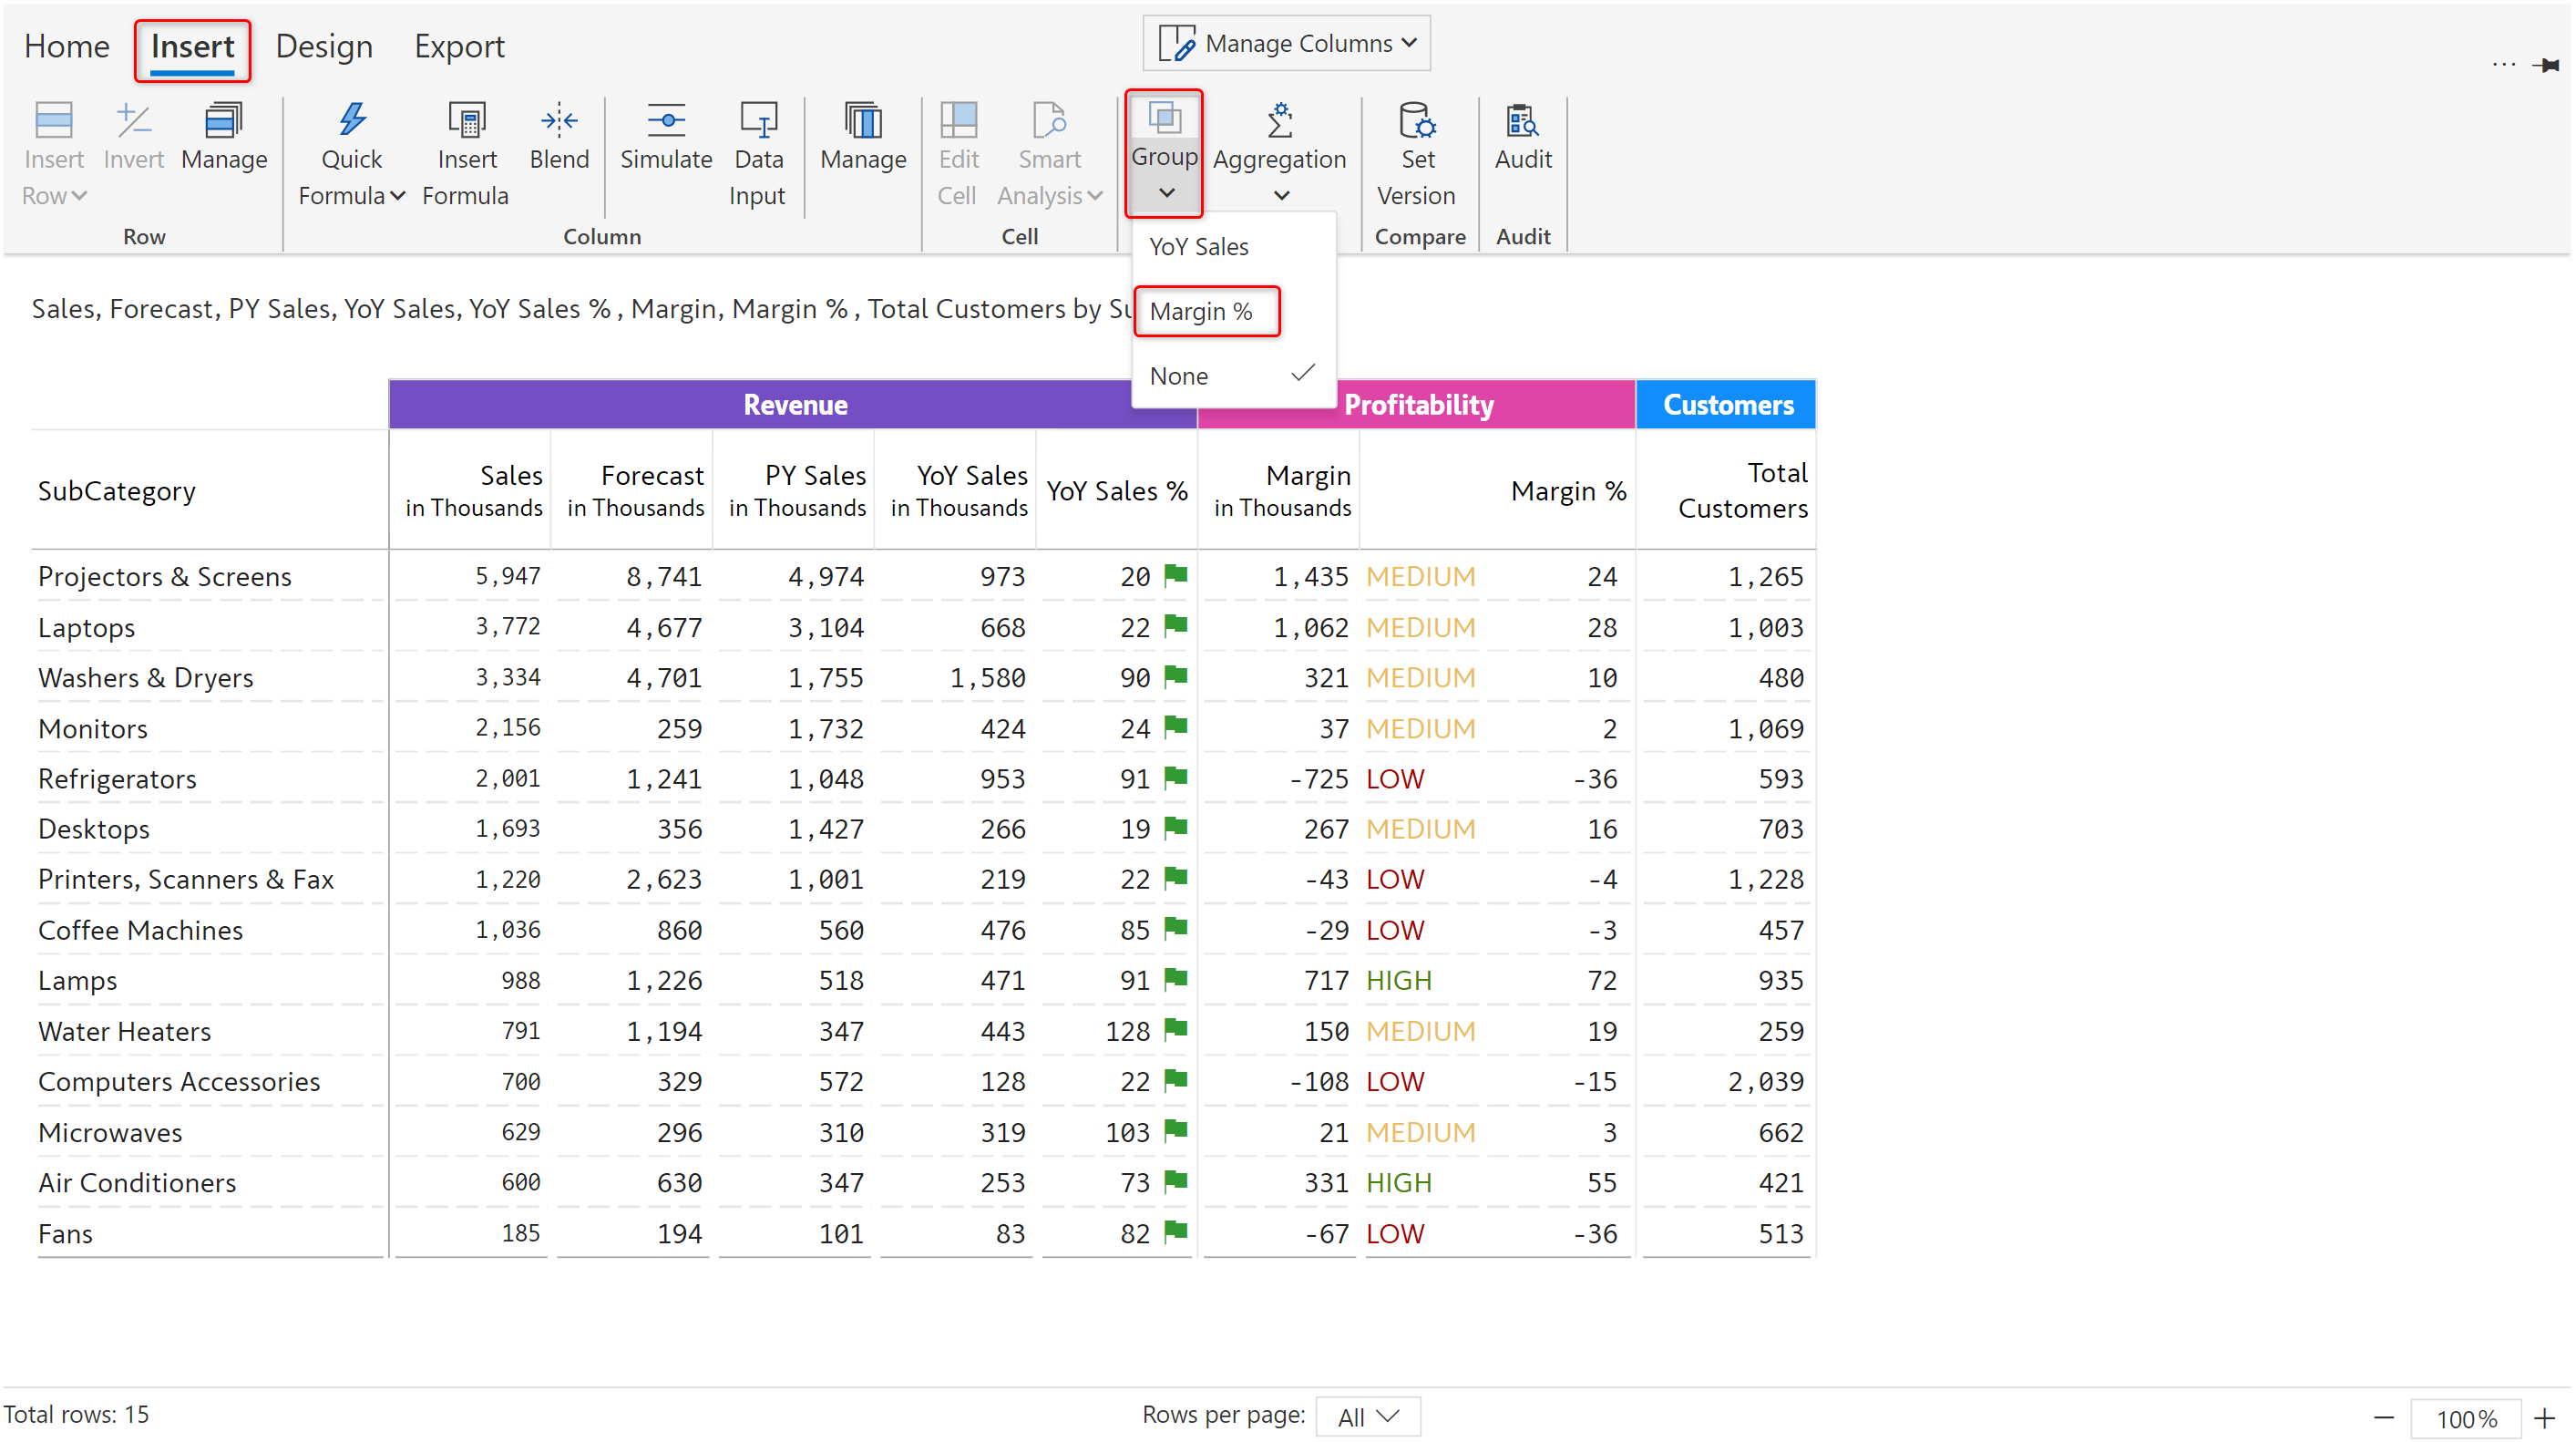 Home Insert Design Export
Manage Columns
...
Insert Row
Invert
Manage
Row
Quick Formula
Insert Formula
Blend
Simulate
Data Input
Manage
Column
Edit Cell
Smart Analysis
Cell
Group
Aggregation
Set Version
Compare
Audit
Audit
YoY Sales
Margin %
None
Sales, Forecast, PY Sales, YoY Sales, YoY Sales % , Margin, Margin % , Total Customers by
Revenue Profitability Customers
SubCategory Sales in Thousands Forecast in Thousands PY Sales in Thousands YoY Sales in Thousands YoY Sales % Margin in Thousands Margin % Total Customers
Projectors & Screens 5,947 8,741 4,974 973 20 1,435 MEDIUM 24 1,265
Laptops 3,772 4,677 3,104 668 22 1,062 MEDIUM 28 1,003
Washers & Dryers 3,334 4,701 1,755 1,580 90 321 MEDIUM 10 480
Monitors 2,156 259 1,732 424 24 37 MEDIUM 2 1,069
Refrigerators 2,001 1,241 1,048 953 91 -725 LOW -36 593
Desktops 1,693 356 1,427 266 19 267 MEDIUM 16 703
Printers, Scanners & Fax 1,220 2,623 1,001 219 22 -43 LOW -4 1,228
Coffee Machines 1,036 860 560 476 85 -29 LOW -3 457
Lamps 988 1,226 518 471 91 717 HIGH 72 935
Water Heaters 791 1,194 347 443 128 150 MEDIUM 19 259
Computers Accessories 700 329 572 128 22 -108 LOW -15 2,039
Microwaves 629 296 310 319 103 21 MEDIUM 3 662
Air Conditioners 600 630 347 253 73 331 HIGH 55 421
Fans 185 194 101 83 82 -67 LOW -36 513
Total rows: 15 Rows per page: All 100%